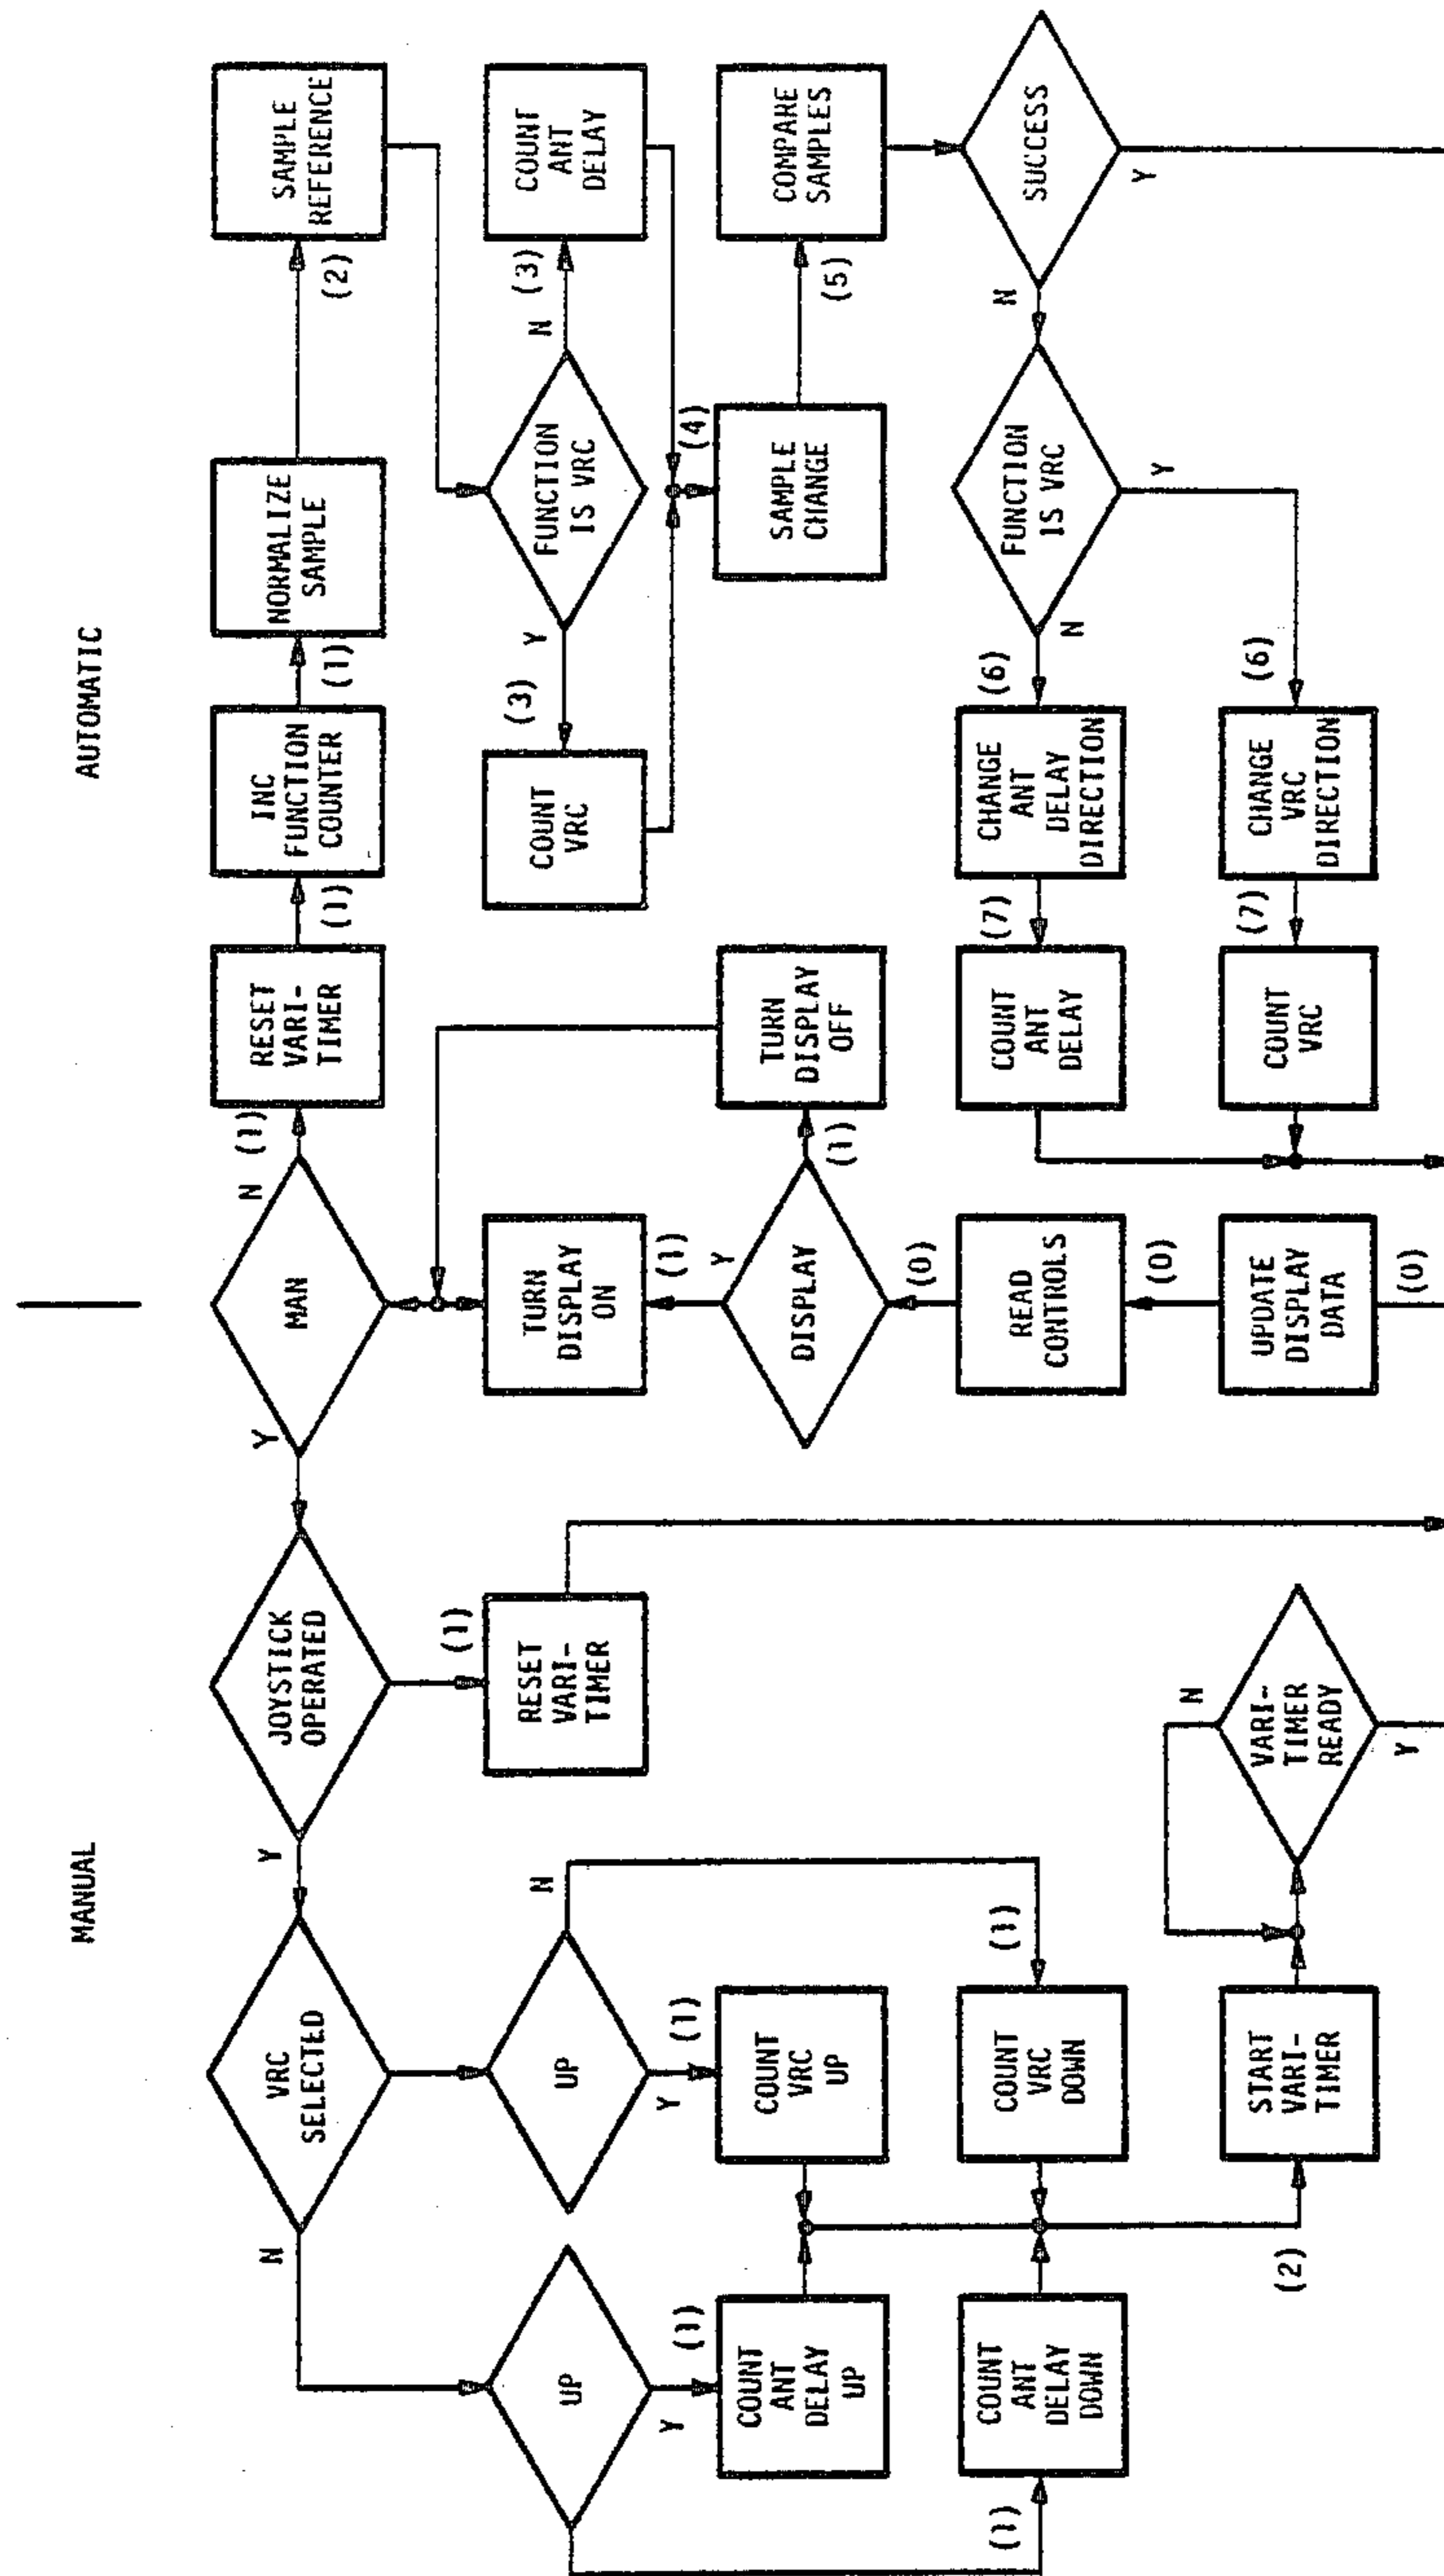 MANUAL
AUTOMATIC
MAN
Y
N
(1)
RESET
VARI-
TIMER
(1)
INC
FUNCTION
COUNTER
(1)
NORMALIZE
SAMPLE
(2)
SAMPLE
REFERENCE
JOYSTICK
OPERATED
Y
(1)
RESET
VARI-
TIMER
VRC
SELECTED
N
UP
Y
(1)
(1)
UP
N
Y
(1)
(1)
COUNT
ANT
DELAY
UP
COUNT
VRC
UP
COUNT
ANT
DELAY
DOWN
COUNT
VRC
DOWN
(2)
START
VARI-
TIMER
VARI-
TIMER
READY
N
Y
TURN
DISPLAY
ON
(1)
Y
DISPLAY
(1)
TURN
DISPLAY
OFF
(0)
READ
CONTROLS
(0)
UPDATE
DISPLAY
DATA
(0)
COUNT
VRC
(3)
Y
FUNCTION
IS VRC
N
(3)
COUNT
ANT
DELAY
(4)
SAMPLE
CHANGE
(5)
COMPARE
SAMPLES
SUCCESS
N
Y
FUNCTION
IS VRC
N
Y
(6)
CHANGE
ANT
DELAY
DIRECTION
(7)
COUNT
ANT
DELAY
(6)
CHANGE
VRC
DIRECTION
(7)
COUNT
VRC